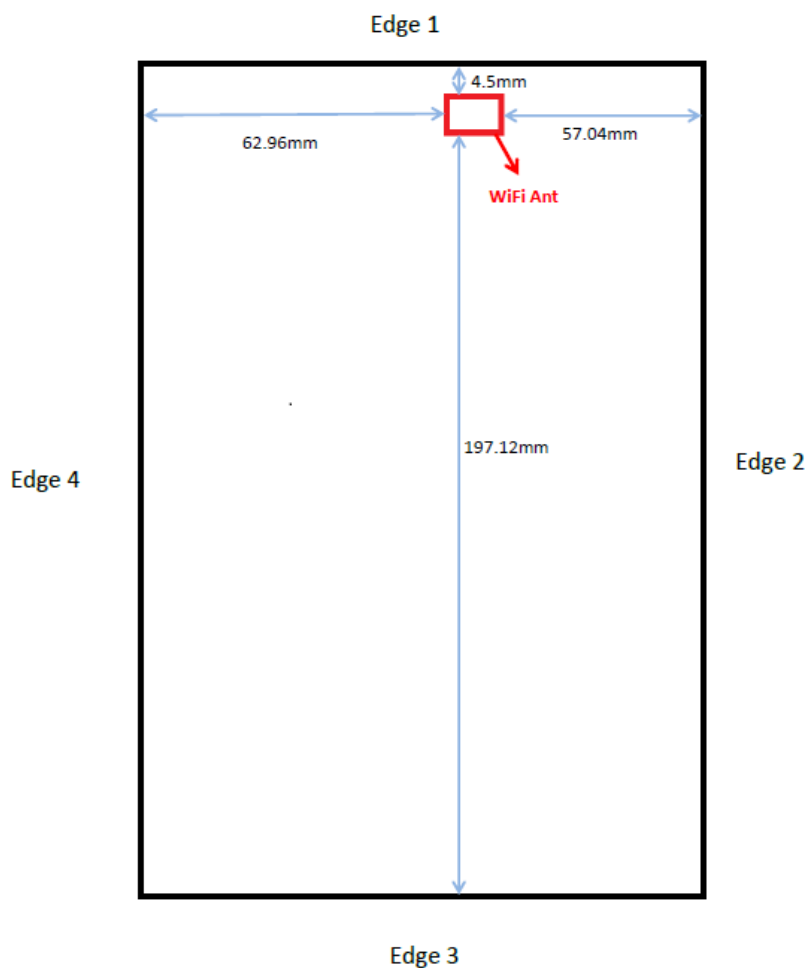 Edge 1
4.5mm
62.96mm
57.04mm
WiFi Ant
197.12mm
Edge 2
Edge 4
Edge 3